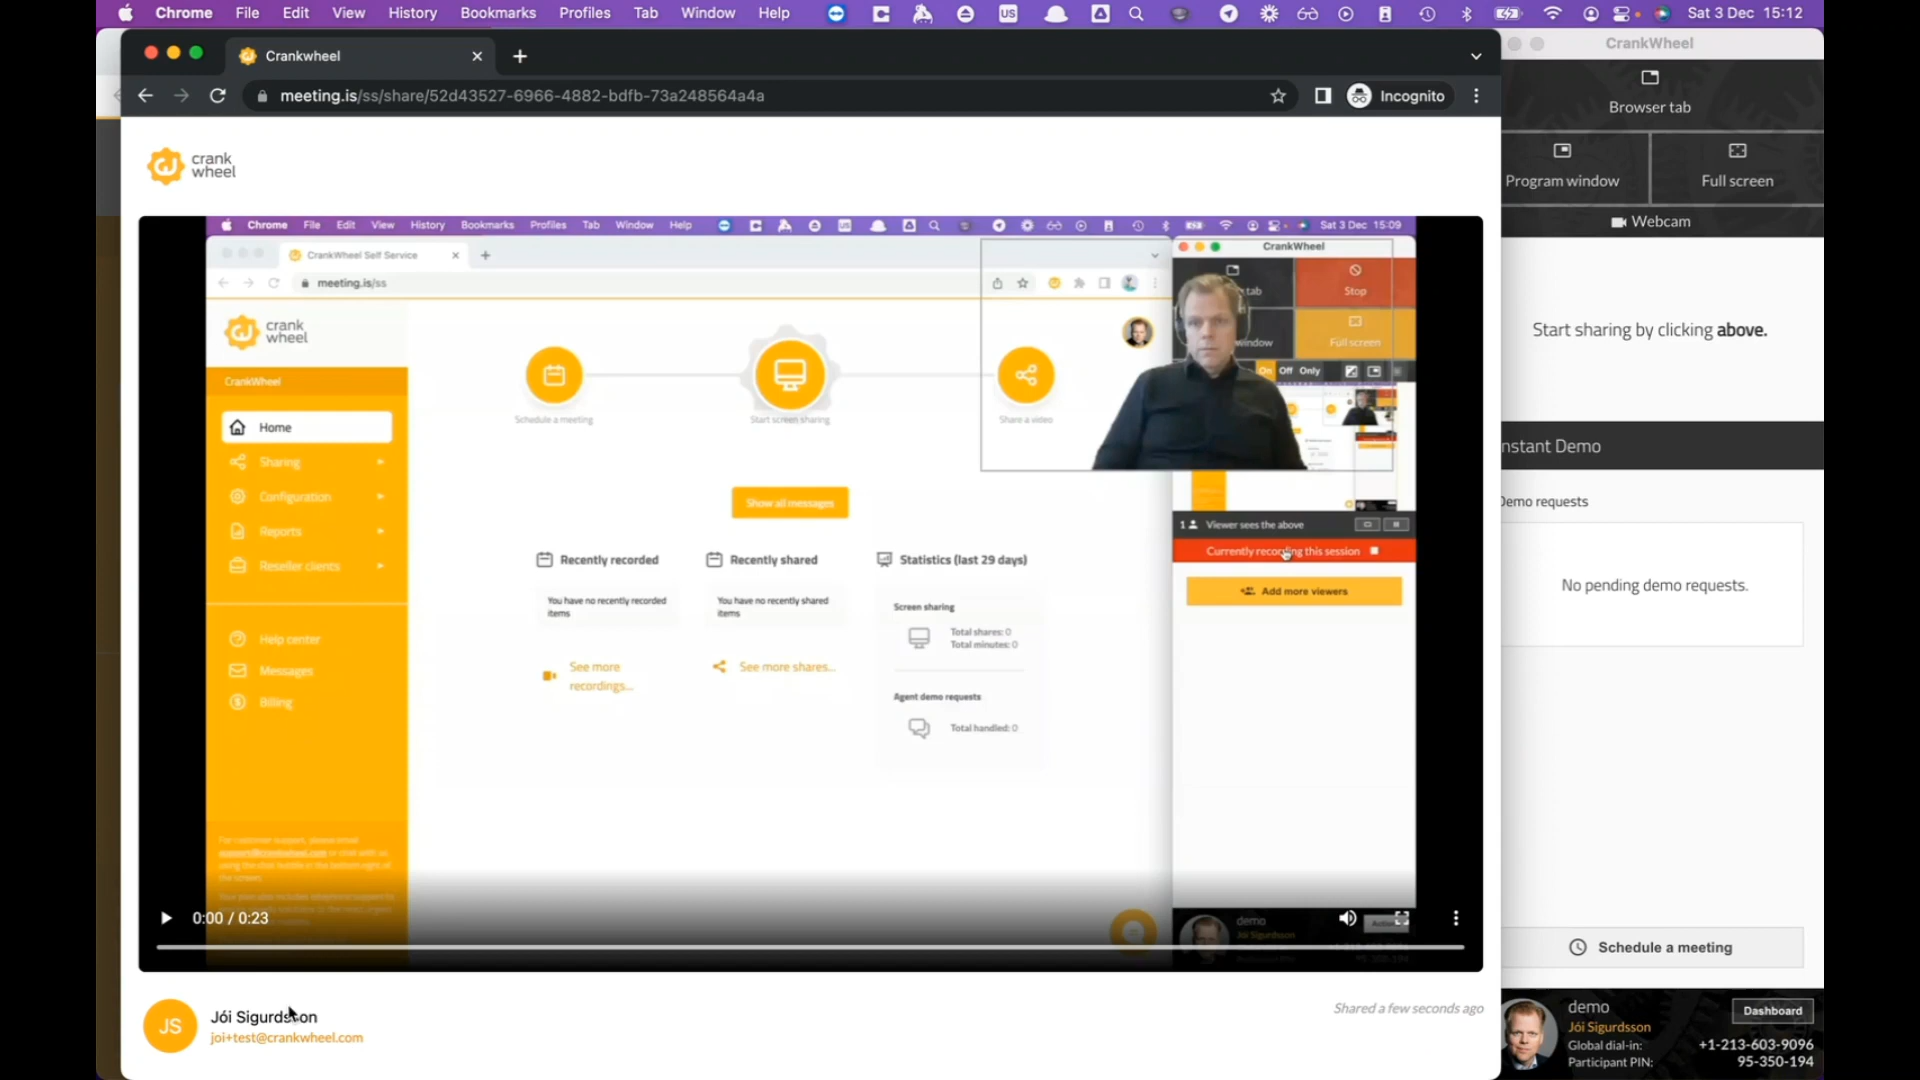 Chrome File Edit View History Bookmarks Profiles Tab Window Help US Sat 3 Dec 15:12
Crankwheel
meeting.is/ss/share/52d43527-6966-4882-bdfb-73a248564a4a
Incognito
crank
wheel
Chrome File Edit View History Bookmarks Profiles Tab Window Help Sat 3 Dec 15:09
CrankWheel Self Service
meeting.is/ss
crank
wheel
CrankWheel
Home
Sharing
Configuration
Reports
Reseller clients
Help center
Messages
Billing
Schedule a meeting
Start screen sharing
Share a video
Show all messages
Recently recorded
You have no recently recorded
items
See more
recordings...
Recently shared
You have no recently shared
items
See more shares...
Statistics (last 29 days)
Screen sharing
Total shares: 0
Total minutes: 0
Agent demo requests
Total handled: 0
CrankWheel
tab
Stop
window
Full screen
On Off Only
1 Viewer sees the above
Currently recording this session
Add more viewers
demo
Jói Sigurdsson
0:00 / 0:23
JS
Jói Sigurdsson
joi+test@crankwheel.com
Shared a few seconds ago
CrankWheel
Browser tab
Program window
Full screen
Webcam
Start sharing by clicking above.
nstant Demo
Demo requests
No pending demo requests.
Schedule a meeting
demo
Dashboard
Jói Sigurdsson
Global dial-in: +1-213-603-9096
Participant PIN: 95-350-194